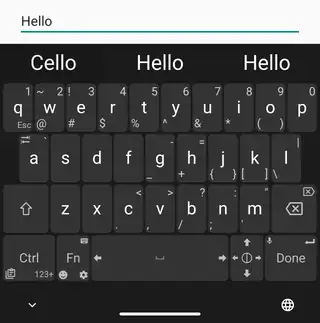 Hello
Cello Hello Hello
1 2 3 4 5 6 7 8 9 0
q w e r t y u i o p
Esc ~ @ ! # $ % ^ & * ( )
a s d f g h j k l
_ - + = { } [ ] \ |
z x c v b n m
< . > , ? / : ; " '
Ctrl Fn Done
123+